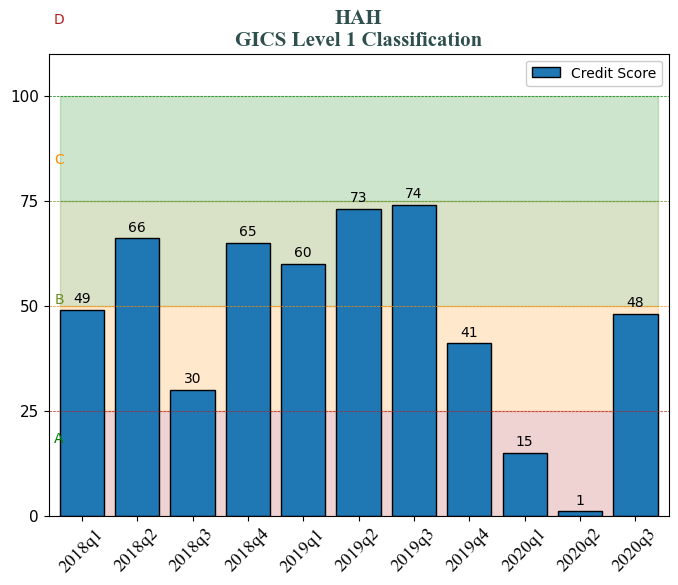 D
HAH
GICS Level 1 Classification
Credit Score
100
C
75
74
73
66
65
60
B
50
49
48
41
30
25
A
15
1
0
2018q1
2018q2
2018q3
2018q4
2019q1
2019q2
2019q3
2019q4
2020q1
2020q2
2020q3